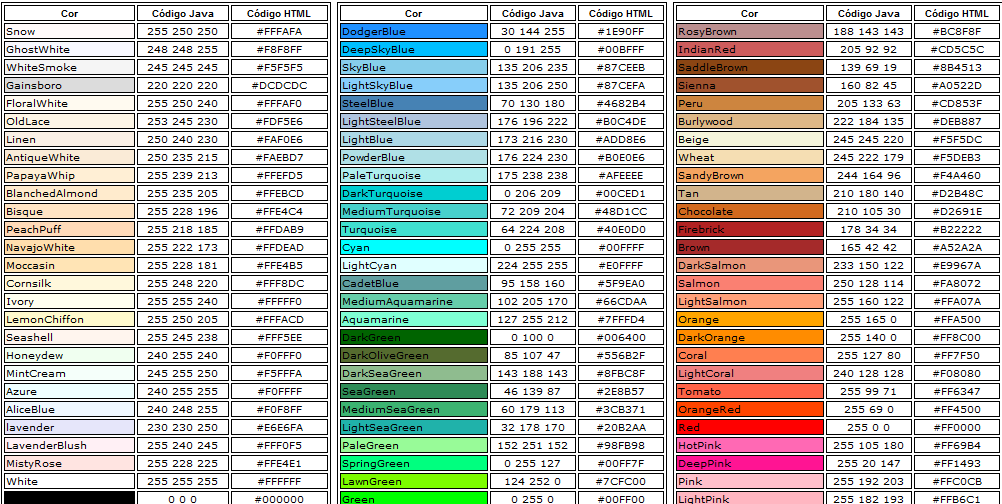 Cor Código Java Código HTML
Snow 255 250 250 #FFFAFA
GhostWhite 248 248 255 #F8F8FF
WhiteSmoke 245 245 245 #F5F5F5
Gainsboro 220 220 220 #DCDCDC
FloralWhite 255 250 240 #FFFAF0
OldLace 253 245 230 #FDF5E6
Linen 250 240 230 #FAF0E6
AntiqueWhite 250 235 215 #FAEBD7
PapayaWhip 255 239 213 #FFEFD5
BlanchedAlmond 255 235 205 #FFEBCD
Bisque 255 228 196 #FFE4C4
PeachPuff 255 218 185 #FFDAB9
NavajoWhite 255 222 173 #FFDEAD
Moccasin 255 228 181 #FFE4B5
Cornsilk 255 248 220 #FFF8DC
Ivory 255 255 240 #FFFFF0
LemonChiffon 255 250 205 #FFFACD
Seashell 255 245 238 #FFF5EE
Honeydew 240 255 240 #F0FFF0
MintCream 245 255 250 #F5FFFA
Azure 240 255 255 #F0FFFF
AliceBlue 240 248 255 #F0F8FF
lavender 230 230 250 #E6E6FA
LavenderBlush 255 240 245 #FFF0F5
MistyRose 255 228 225 #FFE4E1
White 255 255 255 #FFFFFF
0 0 0 #000000
Cor Código Java Código HTML
DodgerBlue 30 144 255 #1E90FF
DeepSkyBlue 0 191 255 #00BFFF
SkyBlue 135 206 235 #87CEEB
LightSkyBlue 135 206 250 #87CEFA
SteelBlue 70 130 180 #4682B4
LightSteelBlue 176 196 222 #B0C4DE
LightBlue 173 216 230 #ADD8E6
PowderBlue 176 224 230 #B0E0E6
PaleTurquoise 175 238 238 #AFEEEE
DarkTurquoise 0 206 209 #00CED1
MediumTurquoise 72 209 204 #48D1CC
Turquoise 64 224 208 #40E0D0
Cyan 0 255 255 #00FFFF
LightCyan 224 255 255 #E0FFFF
CadetBlue 95 158 160 #5F9EA0
MediumAquamarine 102 205 170 #66CDAA
Aquamarine 127 255 212 #7FFFD4
DarkGreen 0 100 0 #006400
DarkOliveGreen 85 107 47 #556B2F
DarkSeaGreen 143 188 143 #8FBC8F
SeaGreen 46 139 87 #2E8B57
MediumSeaGreen 60 179 113 #3CB371
LightSeaGreen 32 178 170 #20B2AA
PaleGreen 152 251 152 #98FB98
SpringGreen 0 255 127 #00FF7F
LawnGreen 124 252 0 #7CFC00
Green 0 255 0 #00FF00
Cor Código Java Código HTML
RosyBrown 188 143 143 #BC8F8F
IndianRed 205 92 92 #CD5C5C
SaddleBrown 139 69 19 #8B4513
Sienna 160 82 45 #A0522D
Peru 205 133 63 #CD853F
Burlywood 222 184 135 #DEB887
Beige 245 245 220 #F5F5DC
Wheat 245 222 179 #F5DEB3
SandyBrown 244 164 96 #F4A460
Tan 210 180 140 #D2B48C
Chocolate 210 105 30 #D2691E
Firebrick 178 34 34 #B22222
Brown 165 42 42 #A52A2A
DarkSalmon 233 150 122 #E9967A
Salmon 250 128 114 #FA8072
LightSalmon 255 160 122 #FFA07A
Orange 255 165 0 #FFA500
DarkOrange 255 140 0 #FF8C00
Coral 255 127 80 #FF7F50
LightCoral 240 128 128 #F08080
Tomato 255 99 71 #FF6347
OrangeRed 255 69 0 #FF4500
Red 255 0 0 #FF0000
HotPink 255 105 180 #FF69B4
DeepPink 255 20 147 #FF1493
Pink 255 192 203 #FFC0CB
LightPink 255 182 193 #FFB6C1